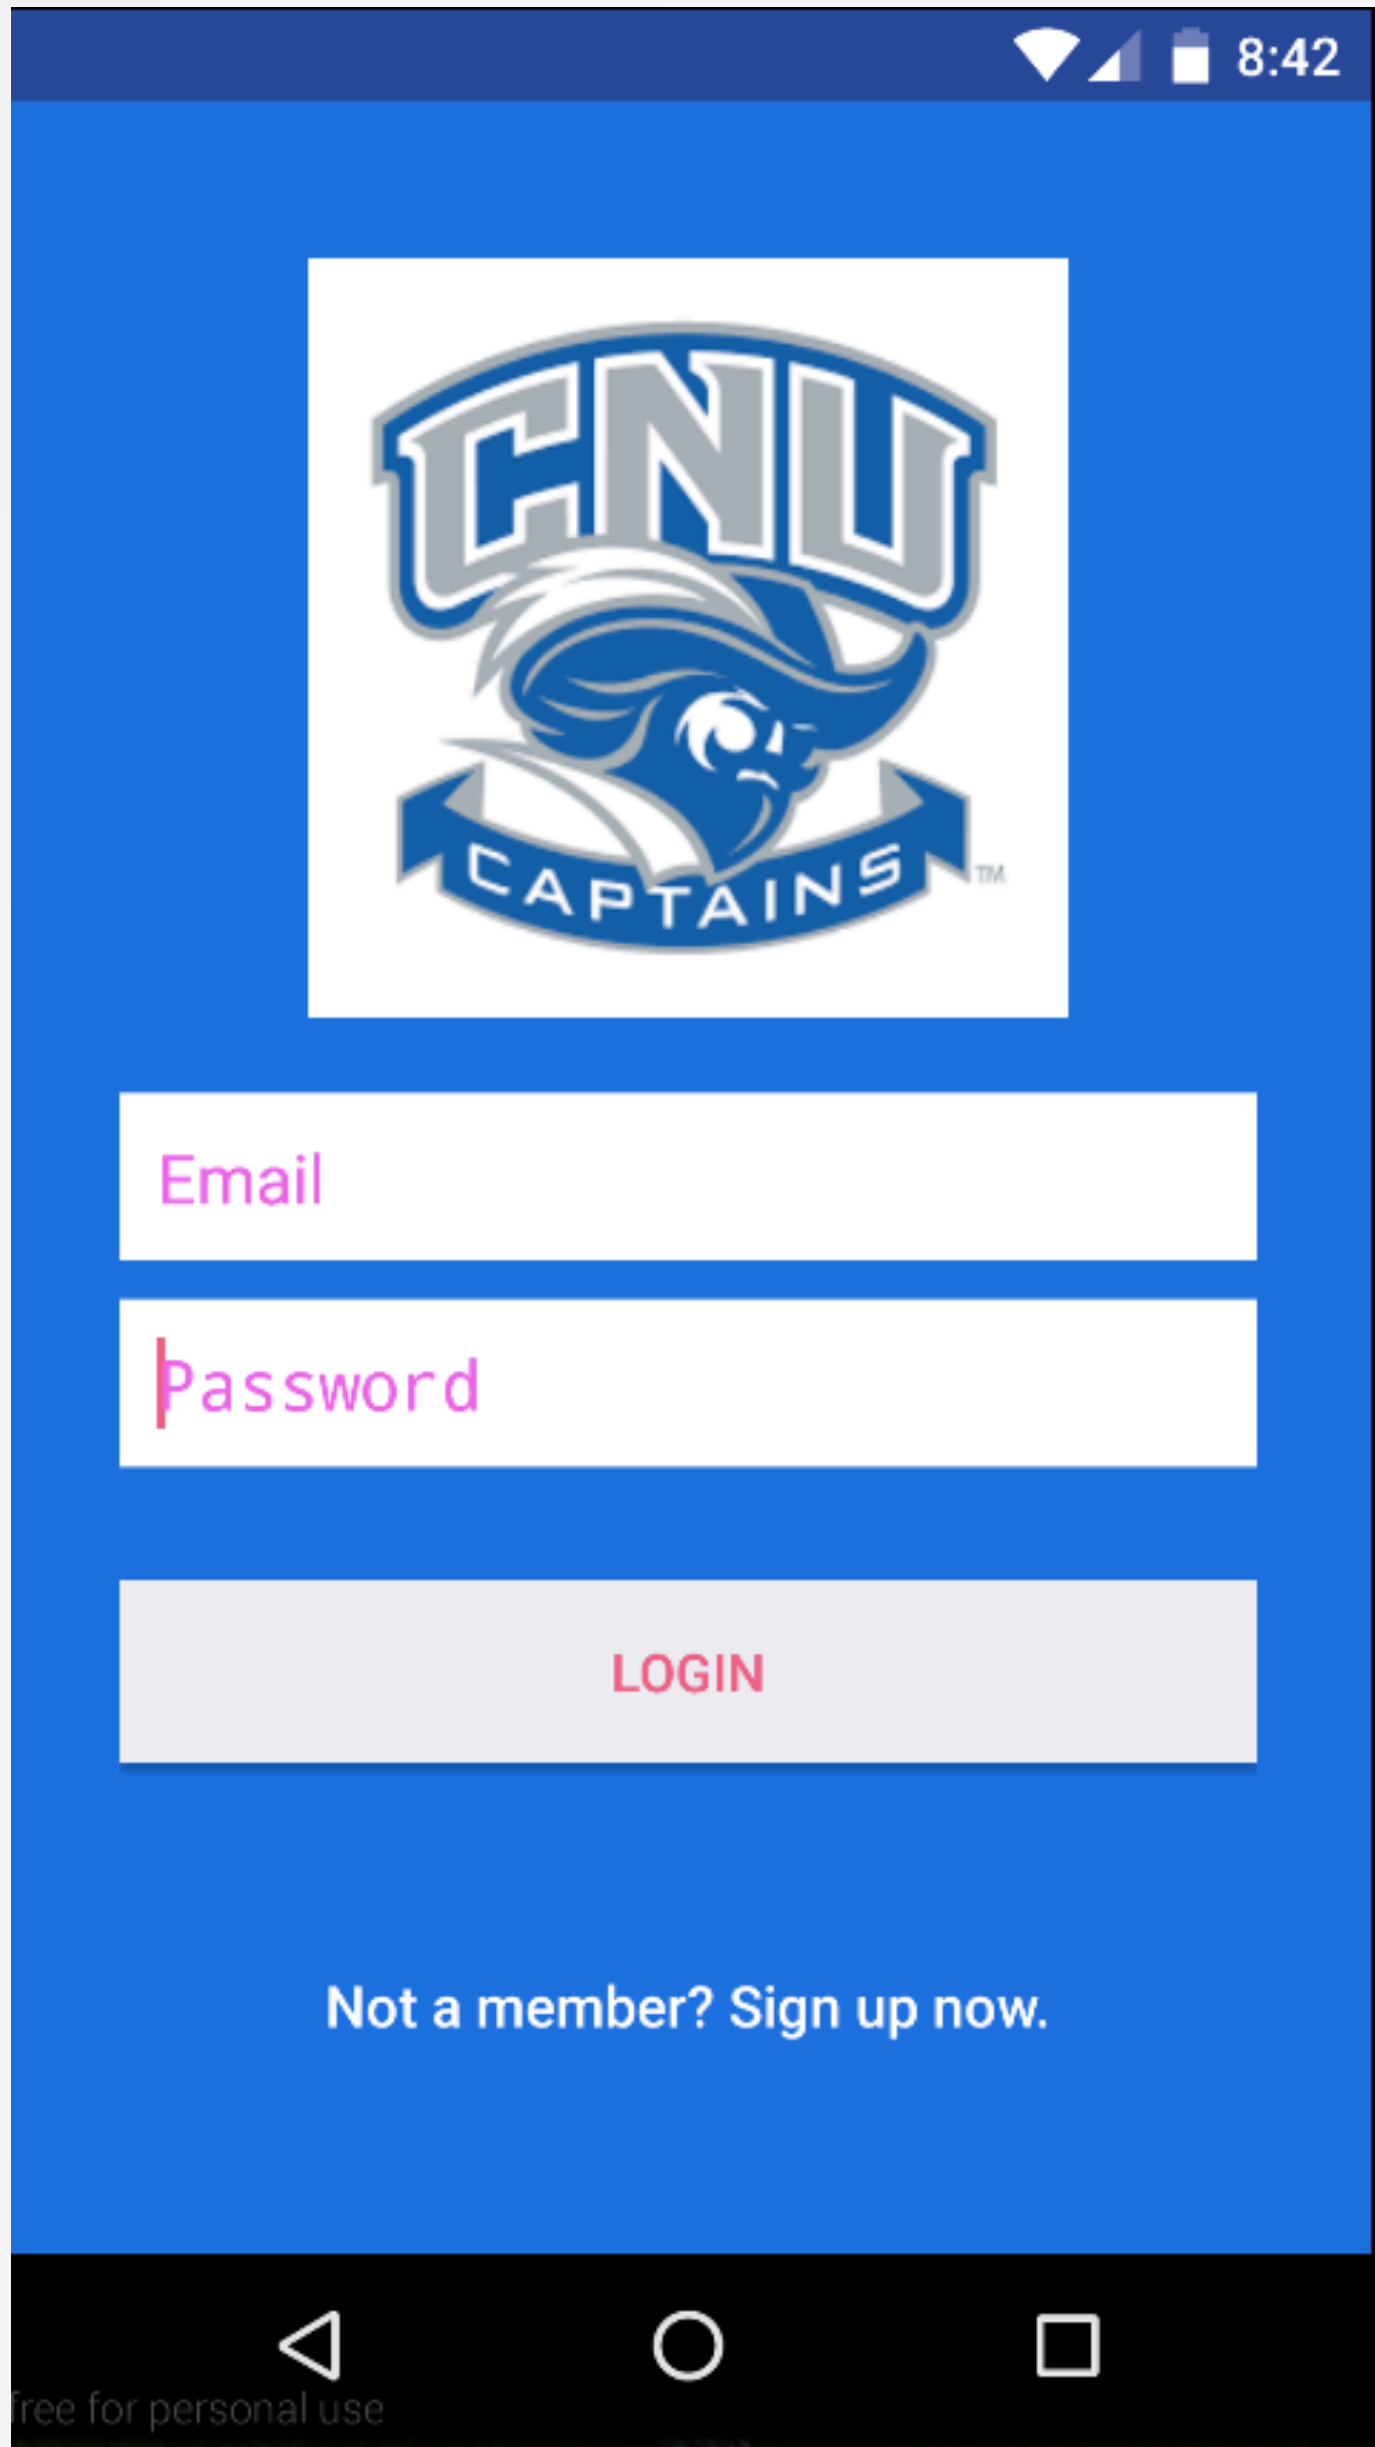 8:42
CNU
CAPTAINS TM
Email
Password
LOGIN
Not a member? Sign up now.
free for personal use